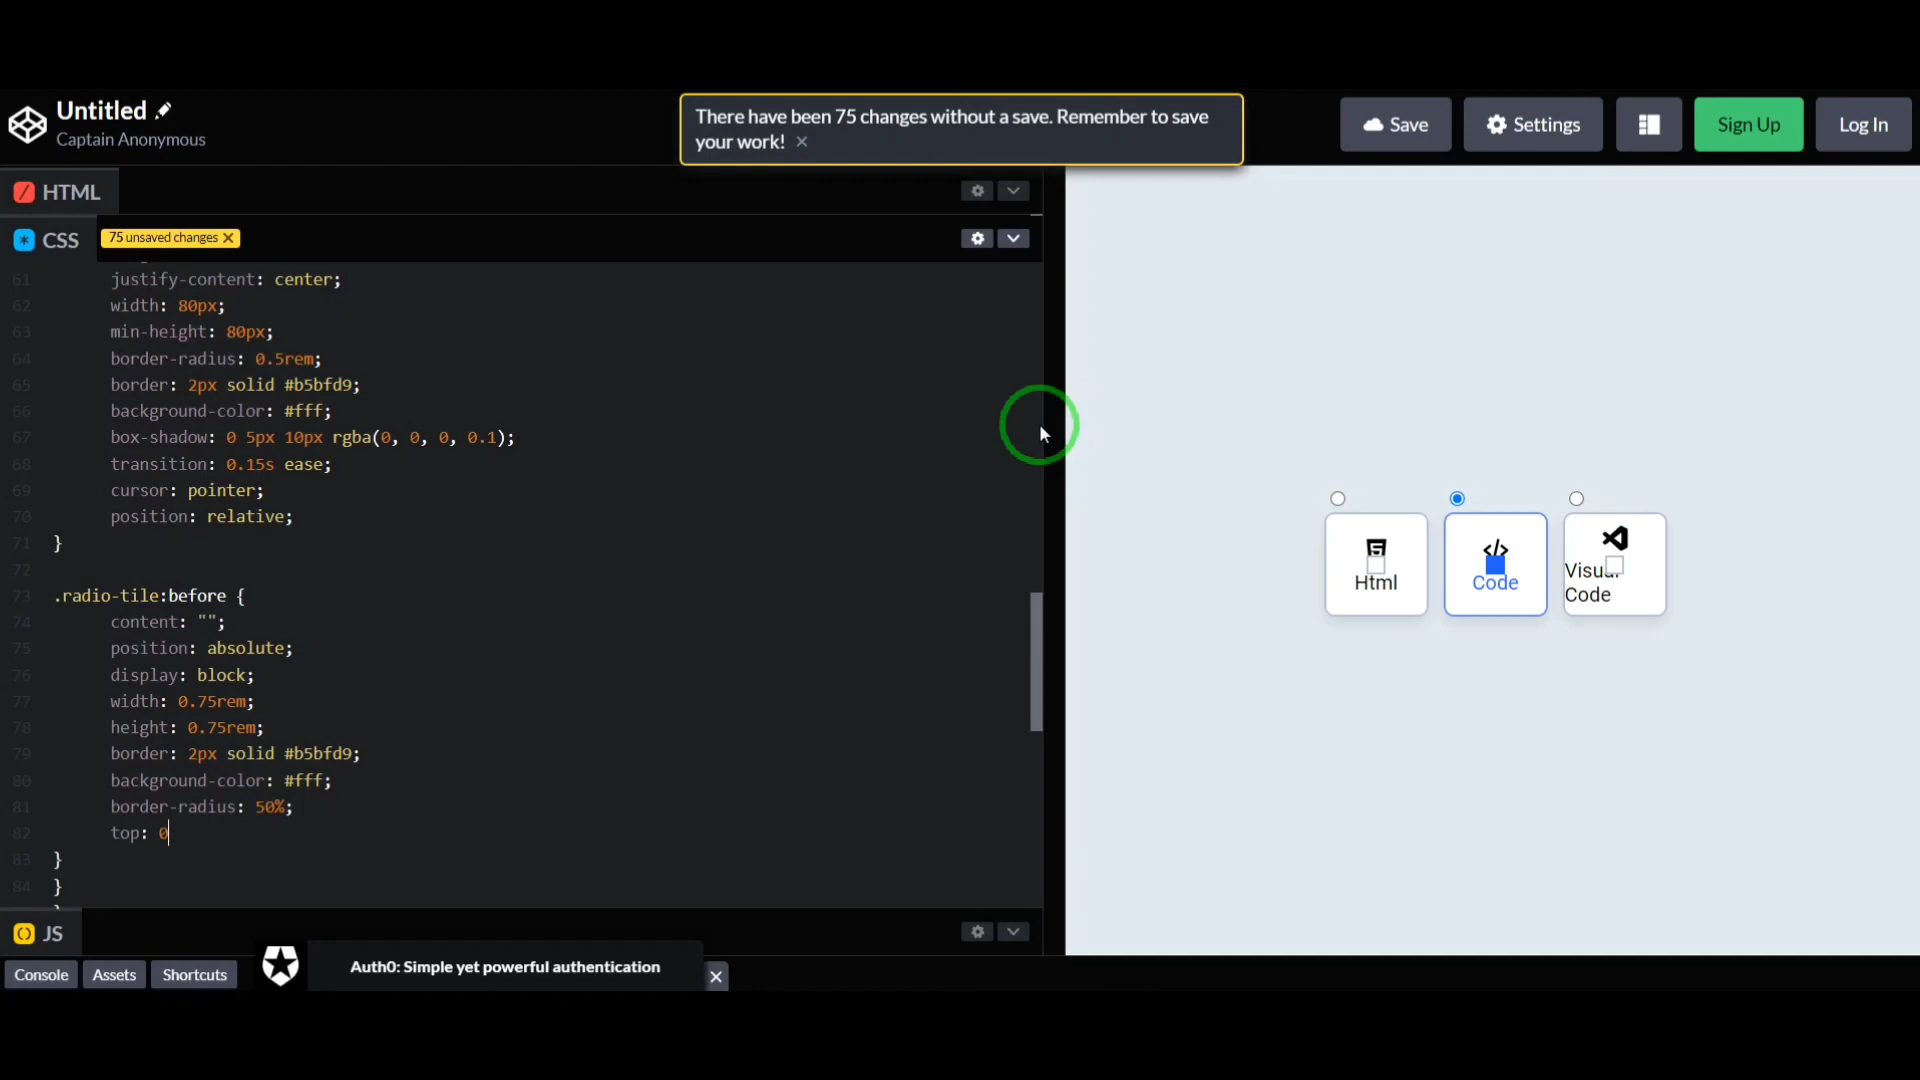 Untitled
Captain Anonymous
There have been 75 changes without a save. Remember to save
your work! ×
Save
Settings
Sign Up
Log In
HTML
CSS
75 unsaved changes X
61 justify-content: center;
62 width: 80px;
63 min-height: 80px;
64 border-radius: 0.5rem;
65 border: 2px solid #b5bfd9;
66 background-color: #fff;
67 box-shadow: 0 5px 10px rgba(0, 0, 0, 0.1);
68 transition: 0.15s ease;
69 cursor: pointer;
70 position: relative;
71 }
72
73 .radio-tile:before {
74 content: "";
75 position: absolute;
76 display: block;
77 width: 0.75rem;
78 height: 0.75rem;
79 border: 2px solid #b5bfd9;
80 background-color: #fff;
81 border-radius: 50%;
82 top: 0
83 }
84 }
Html
Code
Visual
Code
JS
Console
Assets
Shortcuts
Auth0: Simple yet powerful authentication